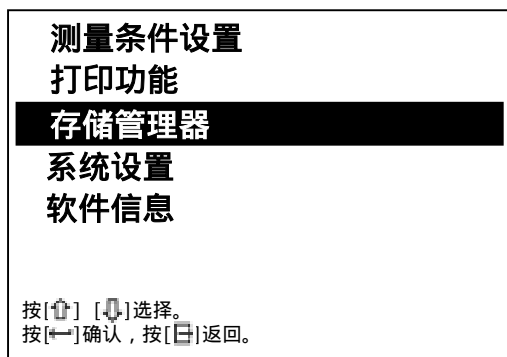 测量条件设置
打印功能
存储管理器
系统设置
软件信息
按[⇧] [⇩]选择。
按[←]确认，按[]返回。